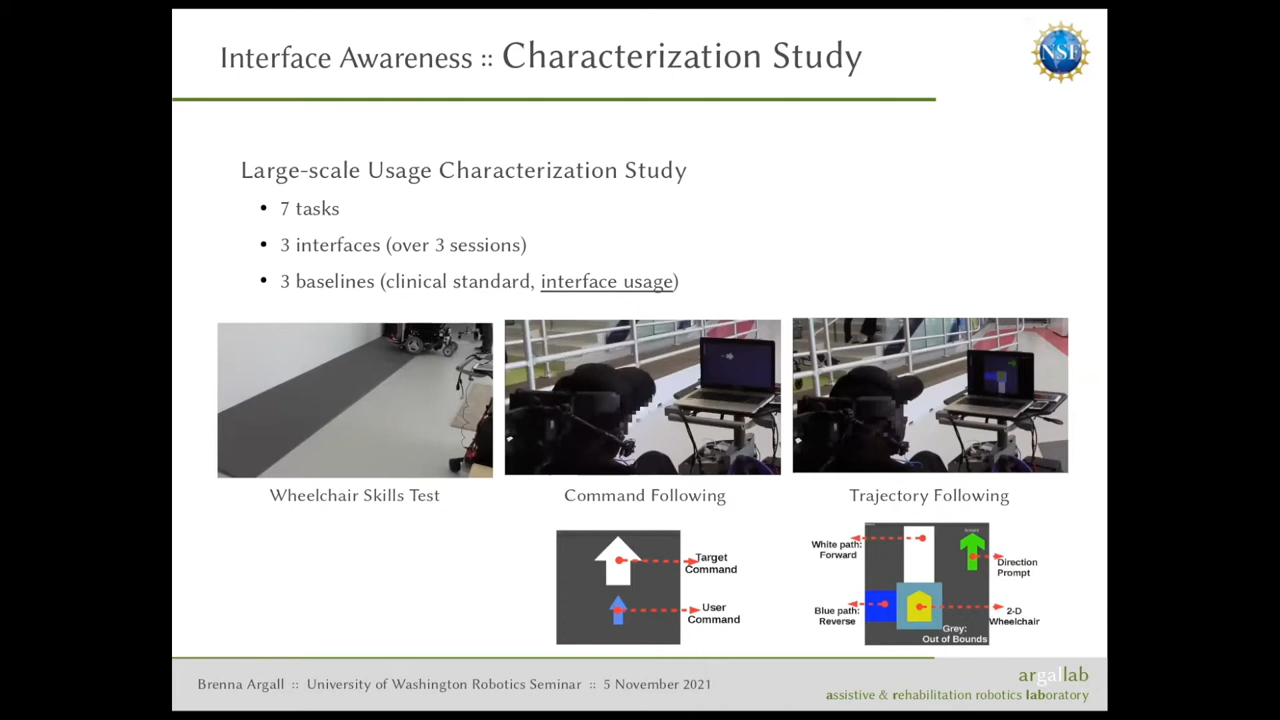 Interface Awareness :: Characterization Study
NSF
Large-scale Usage Characterization Study
• 7 tasks
• 3 interfaces (over 3 sessions)
• 3 baselines (clinical standard, interface usage)
Wheelchair Skills Test
Command Following
Trajectory Following
Target
Command
User
Command
White path:
Forward
Direction
Prompt
Blue path:
Reverse
2-D
Wheelchair
Grey:
Out of Bounds
Brenna Argall :: University of Washington Robotics Seminar :: 5 November 2021
argallab
assistive & rehabilitation robotics laboratory